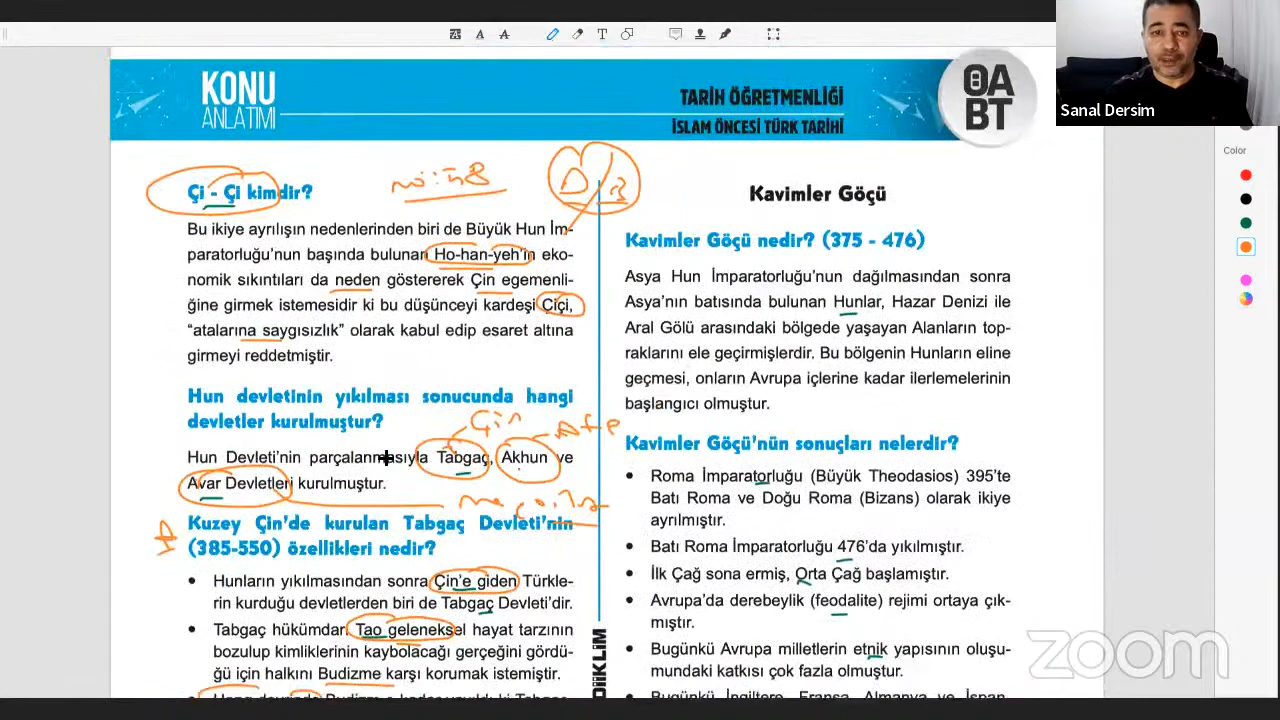 Sanal Dersim
Color
KONU
ANLATIMI
TARİH ÖĞRETMENLİĞİ
İSLAM ÖNCESİ TÜRK TARİHİ
ÖA
BT
Çi - Çi kimdir?
Bu ikiye ayrılışın nedenlerinden biri de Büyük Hun İm-
paratorluğu'nun başında bulunan Ho-han-yeh'in eko-
nomik sıkıntıları da neden göstererek Çin egemenli-
ğine girmek istemesidir ki bu düşünceyi kardeşi Çiçi,
“atalarına saygısızlık” olarak kabul edip esaret altına
girmeyi reddetmiştir.
Hun devletinin yıkılması sonucunda hangi
devletler kurulmuştur?
Çin
Hun Devleti'nin parçalanmasıyla Tabgaç, Akhun ve
Avar Devletleri kurulmuştur.
Kuzey Çin'de kurulan Tabgaç Devleti'nin
(385-550) özellikleri nedir?
• Hunların yıkılmasından sonra Çin'e giden Türkle-
rin kurduğu devletlerden biri de Tabgaç Devleti'dir.
• Tabgaç hükümdarı Tao geleneksel hayat tarzının
bozulup kimliklerinin kaybolacağı gerçeğini gördü-
ğü için halkını Budizme karşı korumak istemiştir.
DİİKLİM
Kavimler Göçü
Kavimler Göçü nedir? (375 - 476)
Asya Hun İmparatorluğu'nun dağılmasından sonra
Asya'nın batısında bulunan Hunlar, Hazar Denizi ile
Aral Gölü arasındaki bölgede yaşayan Alanların top-
raklarını ele geçirmişlerdir. Bu bölgenin Hunların eline
geçmesi, onların Avrupa içlerine kadar ilerlemelerinin
başlangıcı olmuştur.
Kavimler Göçü'nün sonuçları nelerdir?
• Roma İmparatorluğu (Büyük Theodasios) 395'te
Batı Roma ve Doğu Roma (Bizans) olarak ikiye
ayrılmıştır.
• Batı Roma İmparatorluğu 476'da yıkılmıştır.
• İlk Çağ sona ermiş, Orta Çağ başlamıştır.
• Avrupa'da derebeylik (feodalite) rejimi ortaya çık-
mıştır.
• Bugünkü Avrupa milletlerin etnik yapısının oluşu-
mundaki katkısı çok fazla olmuştur.
• Bugünkü İngiltere, Fransa, Almanya ve İspan-
zoom